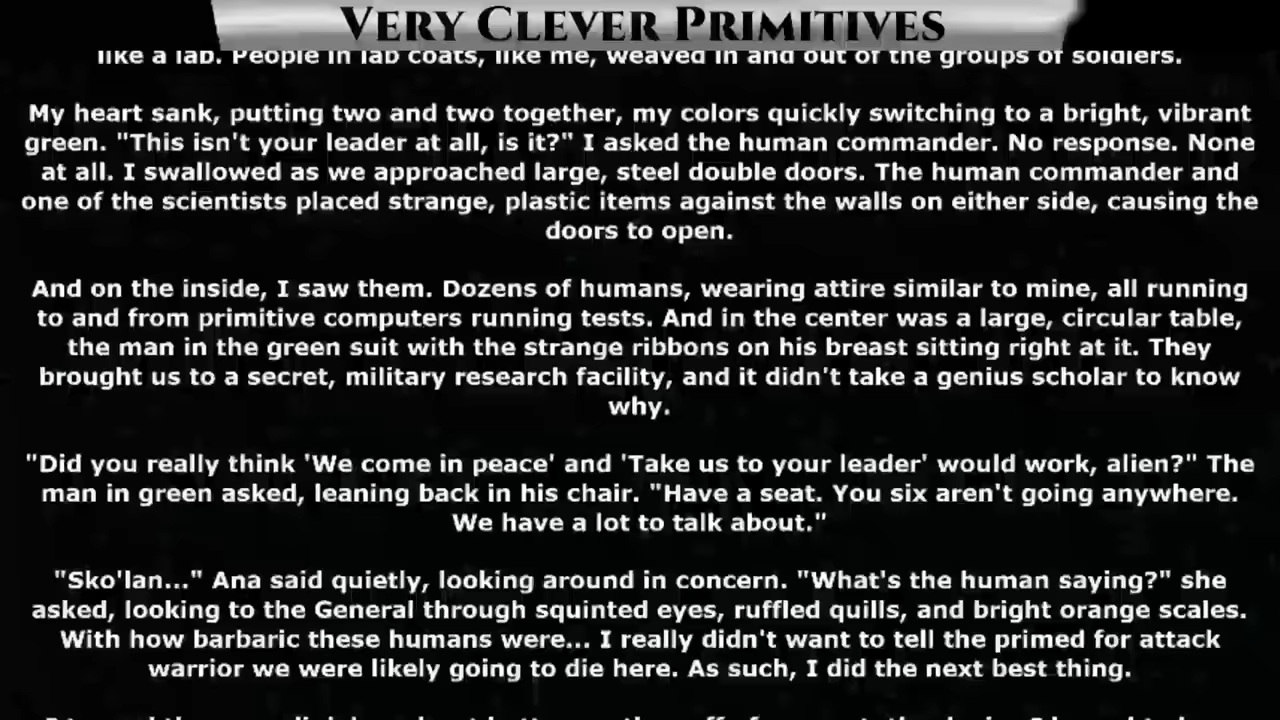 VERY CLEVER PRIMITIVES
like a lab. People in lab coats, like me, weaved in and out of the groups of soldiers.
My heart sank, putting two and two together, my colors quickly switching to a bright, vibrant
green. "This isn't your leader at all, is it?" I asked the human commander. No response. None
at all. I swallowed as we approached large, steel double doors. The human commander and
one of the scientists placed strange, plastic items against the walls on either side, causing the
doors to open.
And on the inside, I saw them. Dozens of humans, wearing attire similar to mine, all running
to and from primitive computers running tests. And in the center was a large, circular table,
the man in the green suit with the strange ribbons on his breast sitting right at it. They
brought us to a secret, military research facility, and it didn't take a genius scholar to know
why.
"Did you really think 'We come in peace' and 'Take us to your leader' would work, alien?" The
man in green asked, leaning back in his chair. "Have a seat. You six aren't going anywhere.
We have a lot to talk about."
"Sko'lan..." Ana said quietly, looking around in concern. "What's the human saying?" she
asked, looking to the General through squinted eyes, ruffled quills, and bright orange scales.
With how barbaric these humans were... I really didn't want to tell the primed for attack
warrior we were likely going to die here. As such, I did the next best thing.